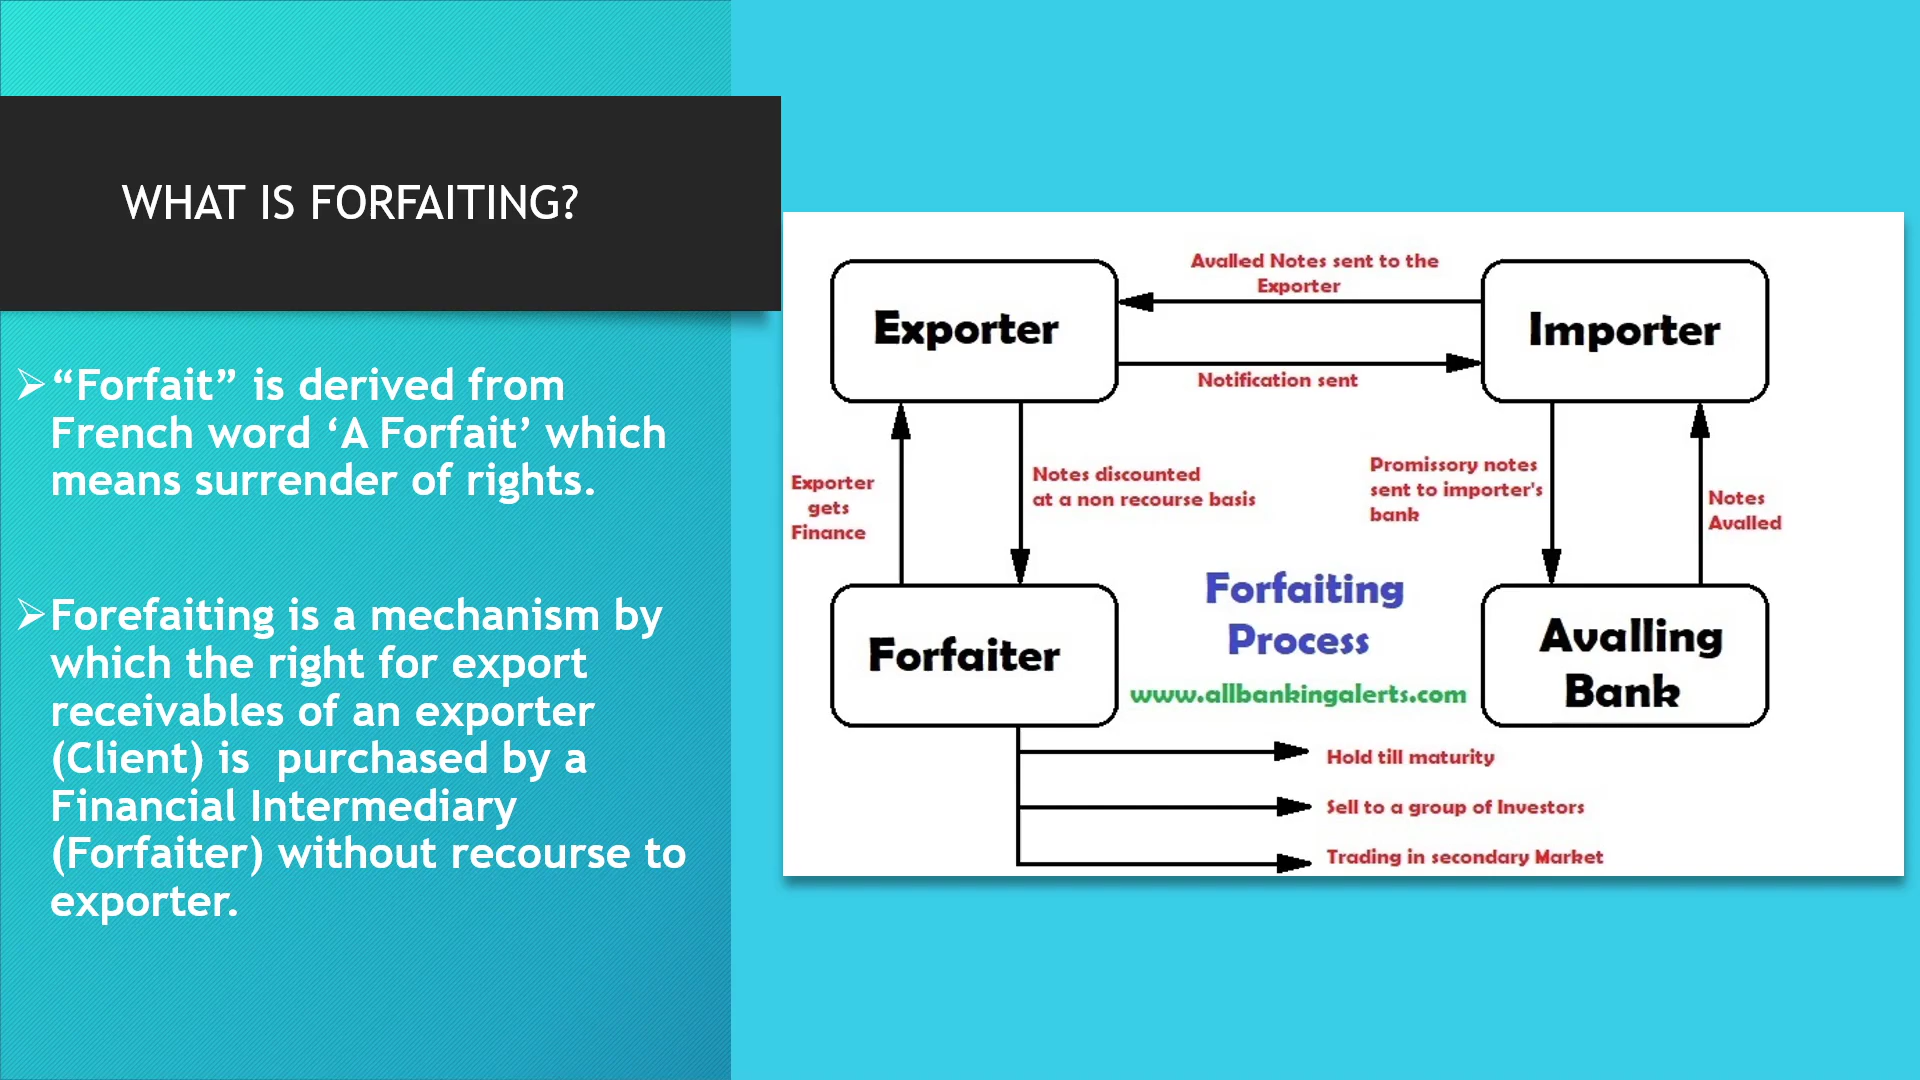 WHAT IS FORFAITING?
“Forfait” is derived from
French word ‘A Forfait’ which
means surrender of rights.
Forefaiting is a mechanism by
which the right for export
receivables of an exporter
(Client) is  purchased by a
Financial Intermediary
(Forfaiter) without recourse to
exporter.
Avalled Notes sent to the
Exporter
Exporter
Importer
Notification sent
Exporter
gets
Finance
Notes discounted
at a non recourse basis
Promissory notes
sent to importer's
bank
Notes
Avalled
Forfaiting
Process
www.allbankingalerts.com
Forfaiter
Avalling
Bank
Hold till maturity
Sell to a group of Investors
Trading in secondary Market